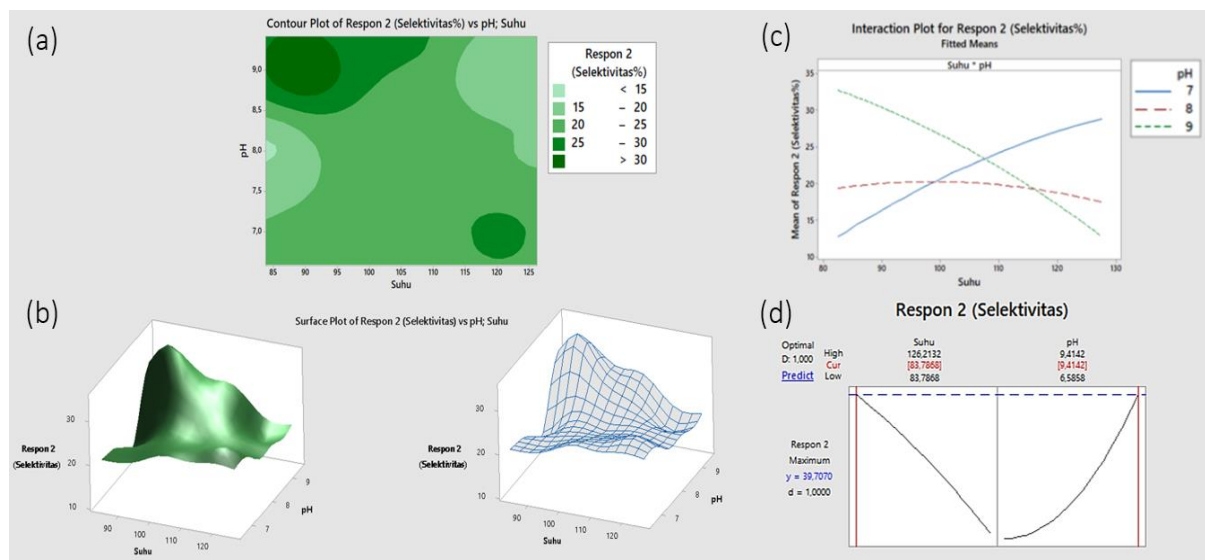 (a)
Contour Plot of Respon 2 (Selektivitas%) vs pH; Suhu
Respon 2
(Selektivitas%)
< 15
15 – 20
20 – 25
25 – 30
> 30
pH
9,0
8,5
8,0
7,5
7,0
85 90 95 100 105 110 115 120 125
Suhu
(c)
Interaction Plot for Respon 2 (Selektivitas%)
Fitted Means
Suhu * pH
Mean of Respon 2 (Selektivitas%)
35
30
25
20
15
10
80 90 100 110 120 130
Suhu
pH
7
8
9
(b)
Surface Plot of Respon 2 (Selektivitas) vs pH; Suhu
Respon 2
(Selektivitas)
30
20
10
90 100 110 120
Suhu
7
8
9
pH
Respon 2
(Selektivitas)
30
20
10
90 100 110 120
Suhu
7
8
9
pH
(d)
Respon 2 (Selektivitas)
Optimal
D: 1,000
Predict
High
Cur
Low
Suhu
126,2132
[83,7868]
83,7868
pH
9,4142
[9,4142]
6,5858
Respon 2
Maximum
y = 39,7070
d = 1,0000